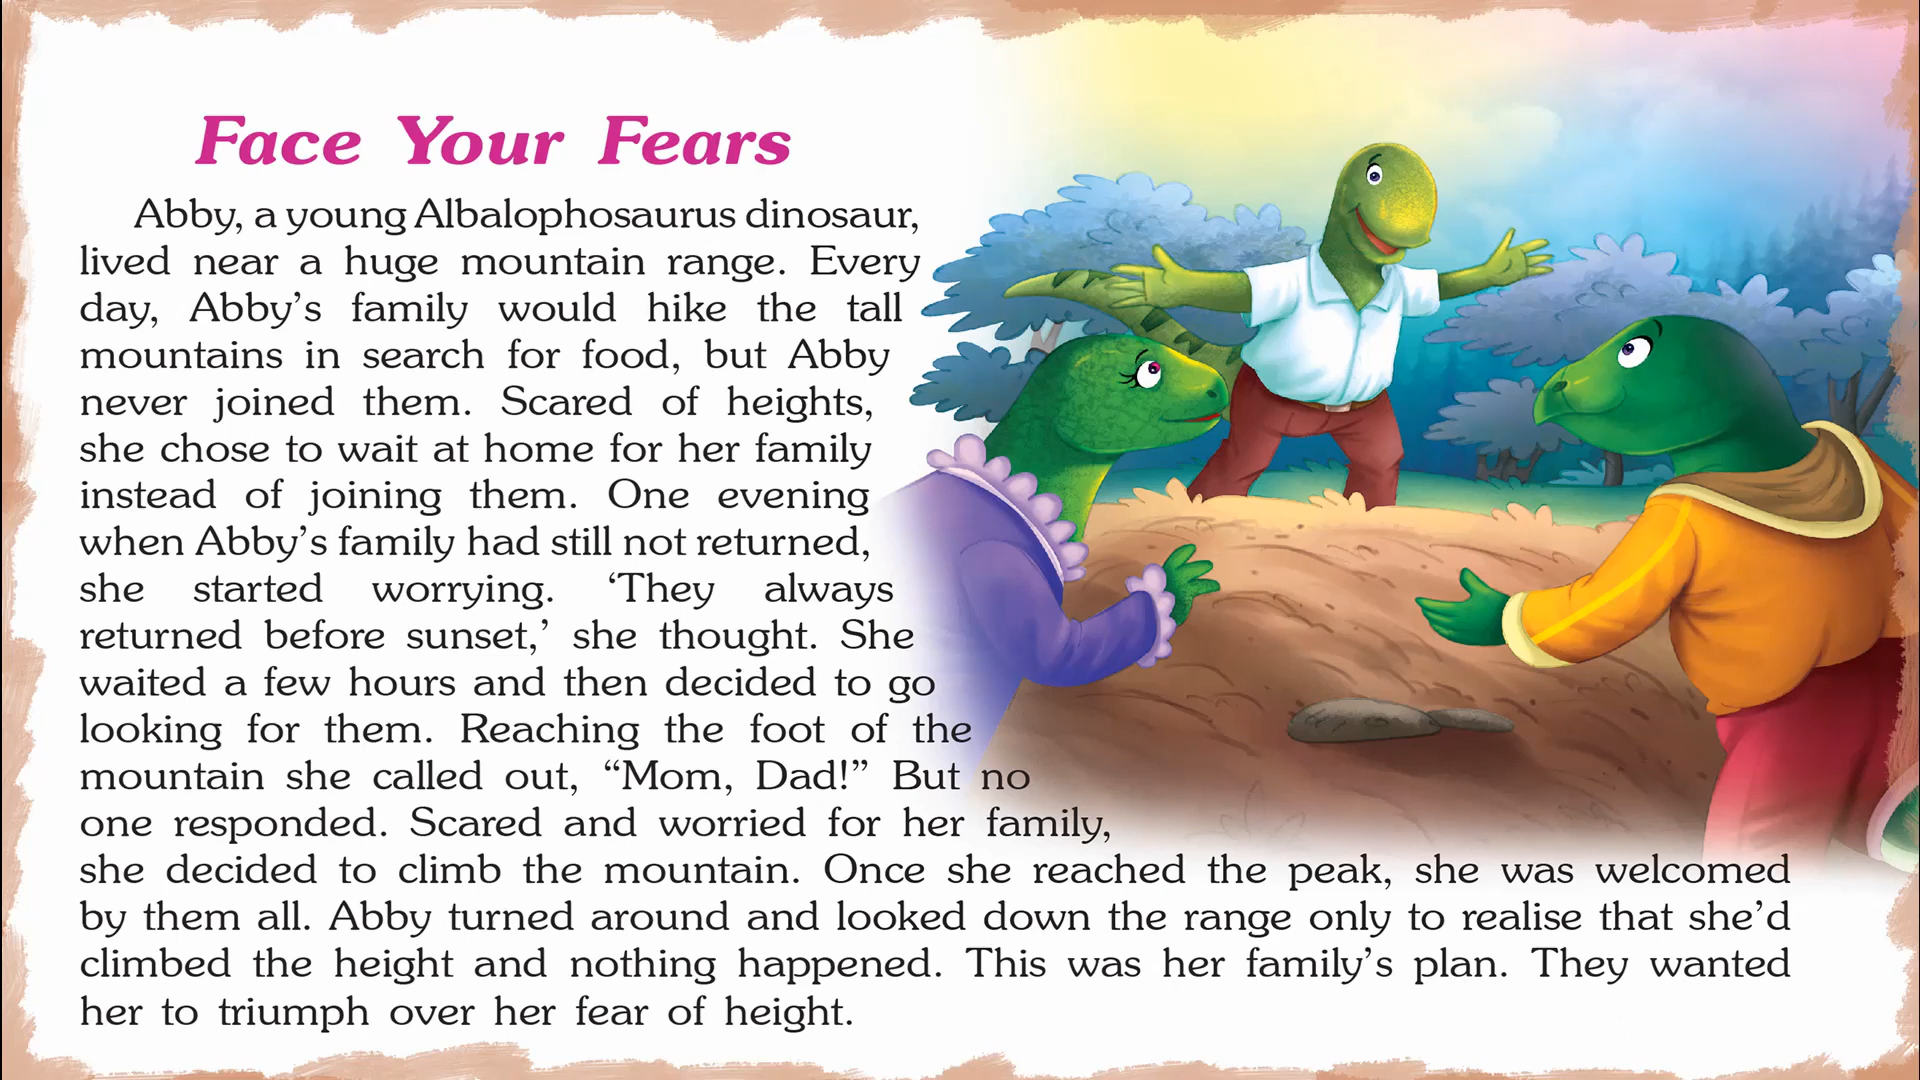 Face Your Fears
Abby, a young Albalophosaurus dinosaur,
lived near a huge mountain range. Every
day, Abby’s family would hike the tall
mountains in search for food, but Abby
never joined them. Scared of heights,
she chose to wait at home for her family
instead of joining them. One evening
when Abby’s family had still not returned,
she started worrying. ‘They always
returned before sunset,’ she thought. She
waited a few hours and then decided to go
looking for them. Reaching the foot of the
mountain she called out, “Mom, Dad!” But no
one responded. Scared and worried for her family,
she decided to climb the mountain. Once she reached the peak, she was welcomed
by them all. Abby turned around and looked down the range only to realise that she’d
climbed the height and nothing happened. This was her family’s plan. They wanted
her to triumph over her fear of height.